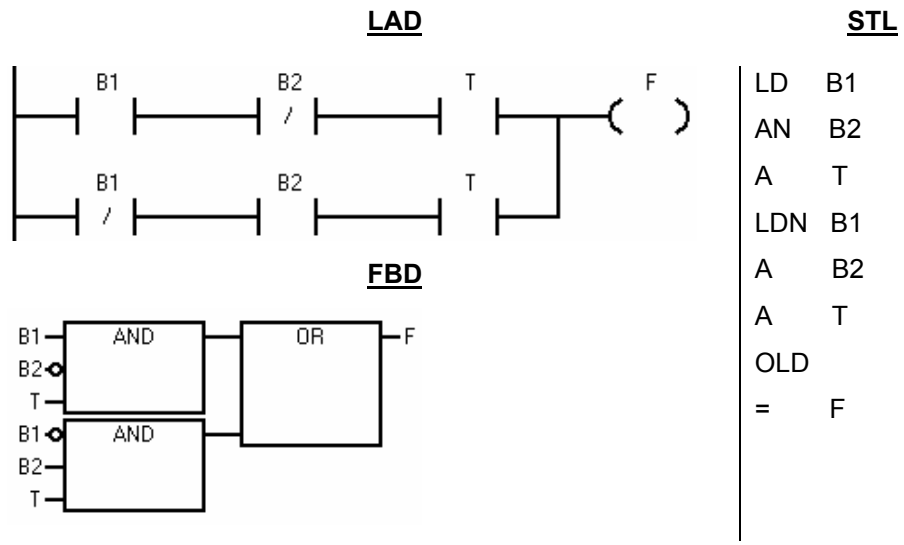 LAD
B1 B2 T F
/
B1 B2 T
/
FBD
B1 AND OR F
B2
T
B1 AND
B2
T
STL
LD B1
AN B2
A T
LDN B1
A B2
A T
OLD
= F